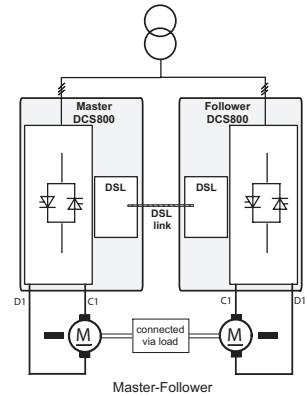 Master
DCS800
Follower
DCS800
DSL
DSL
DSL
link
D1
C1
C1
D1
M
connected
via load
M
Master-Follower